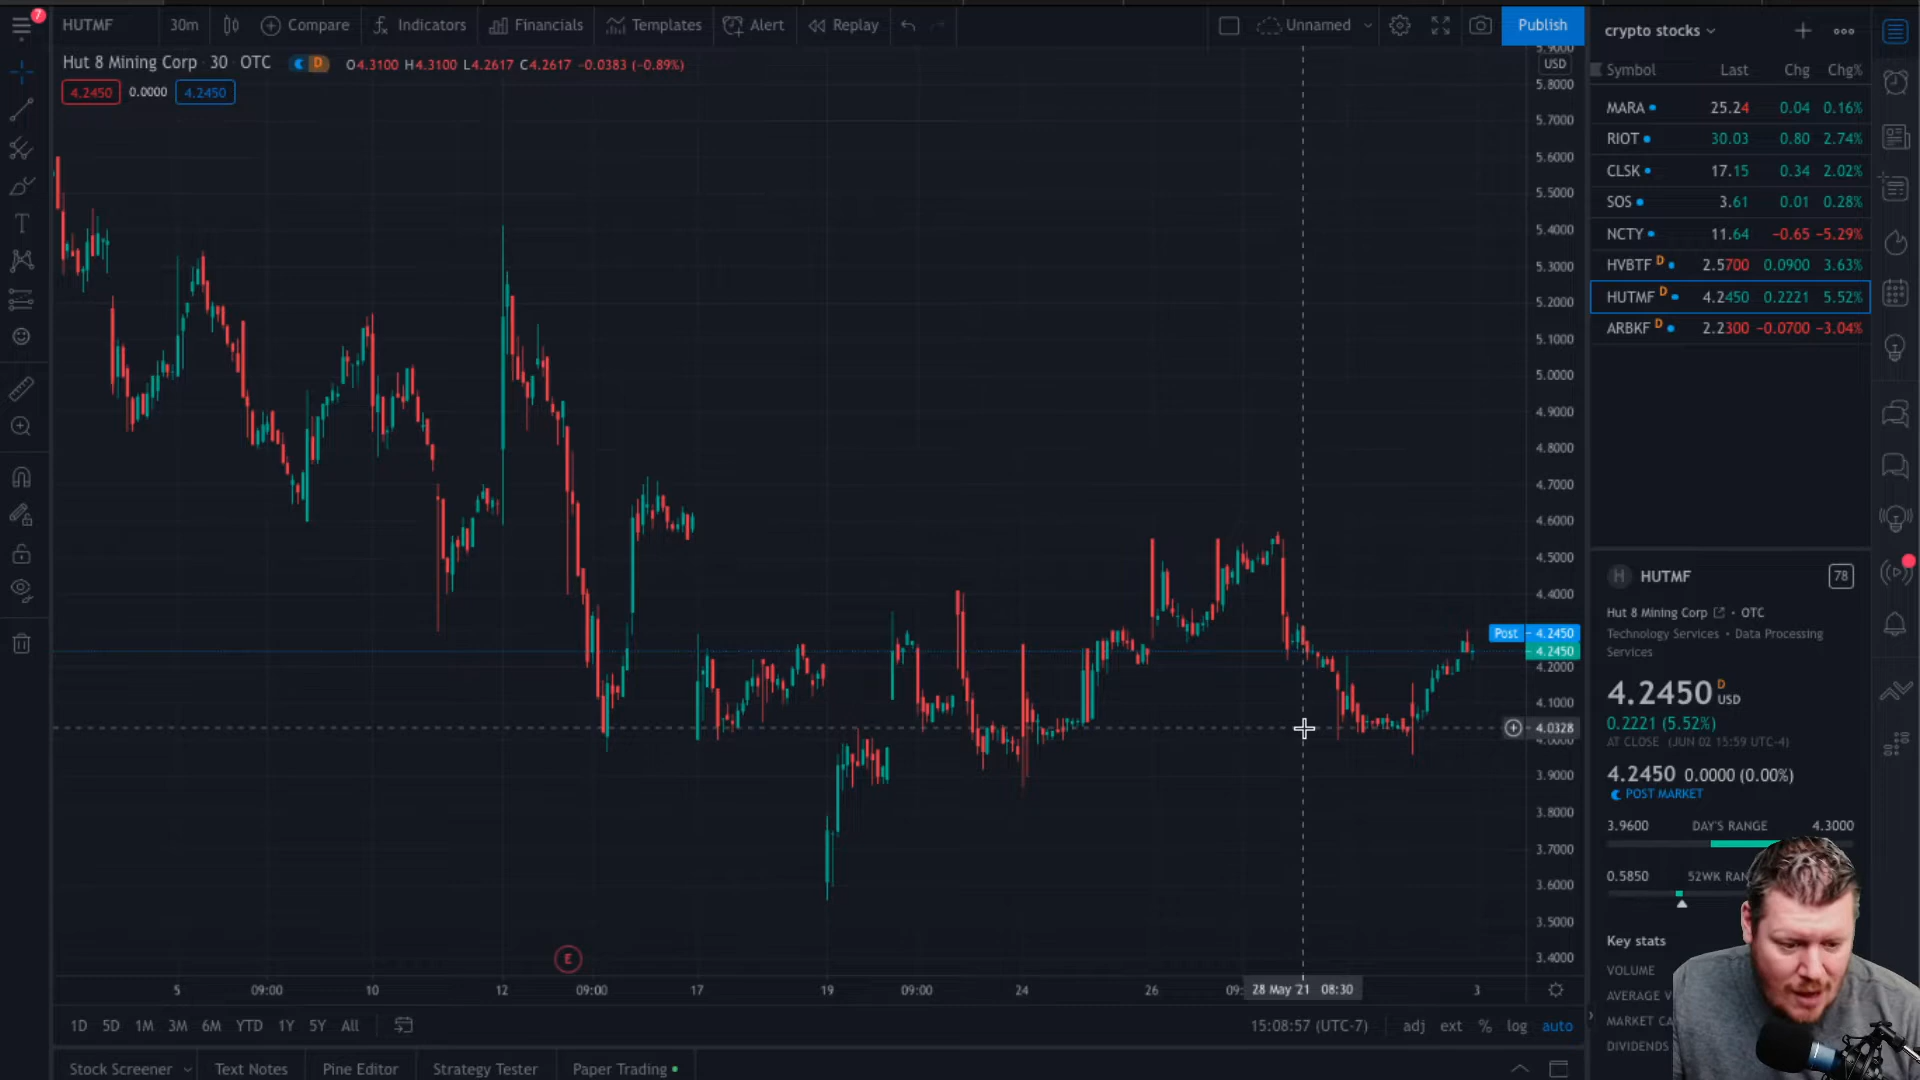 7
HUTMF 30m Compare Indicators Financials Templates Alert Replay Unnamed Publish
Hut 8 Mining Corp 30 OTC D O4.3100 H4.3100 L4.2617 C4.2617 −0.0383 (−0.89%)
4.2450 0.0000 4.2450
USD
5.8000
5.7000
5.6000
5.5000
5.4000
5.3000
5.2000
5.1000
5.0000
4.9000
4.8000
4.7000
4.6000
4.5000
4.4000
Post 4.2450
4.2450
4.2000
4.1000
4.0328
3.9000
3.8000
3.7000
3.6000
3.5000
3.4000
E
5 09:00 10 12 09:00 17 19 09:00 24 26 28 May '21 08:30 3
1D 5D 1M 3M 6M YTD 1Y 5Y All 15:08:57 (UTC-7) adj ext % log auto
Stock Screener Text Notes Pine Editor Strategy Tester Paper Trading
crypto stocks
Symbol Last Chg Chg%
MARA 25.24 0.04 0.16%
RIOT 30.03 0.80 2.74%
CLSK 17.15 0.34 2.02%
SOS 3.61 0.01 0.28%
NCTY 11.64 −0.65 −5.29%
HVBTF D 2.5700 0.0900 3.63%
HUTMF D 4.2450 0.2221 5.52%
ARBKF D 2.2300 −0.0700 −3.04%
H HUTMF 78
Hut 8 Mining Corp • OTC
Technology Services • Data Processing
Services
4.2450 D USD
0.2221 (5.52%)
AT CLOSE (JUN 02 15:59 UTC-4)
4.2450 0.0000 (0.00%)
POST MARKET
3.9600 DAY'S RANGE 4.3000
0.5850 52WK RAN
Key stats
VOLUME
AVERAGE V
MARKET CA
DIVIDENDS